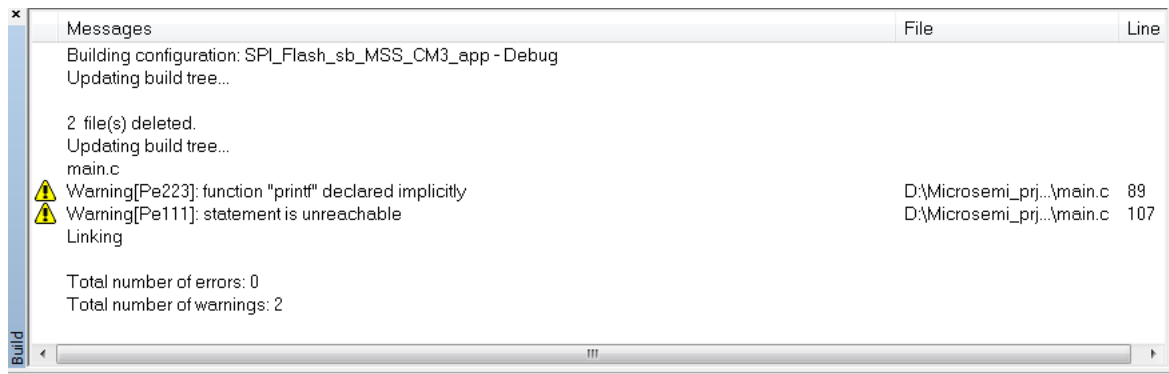 Messages File Line
Building configuration: SPI_Flash_sb_MSS_CM3_app - Debug
Updating build tree...
2 file(s) deleted.
Updating build tree...
main.c
Warning[Pe223]: function "printf" declared implicitly D:\Microsemi_prj...\main.c 89
Warning[Pe111]: statement is unreachable D:\Microsemi_prj...\main.c 107
Linking
Total number of errors: 0
Total number of warnings: 2
Build